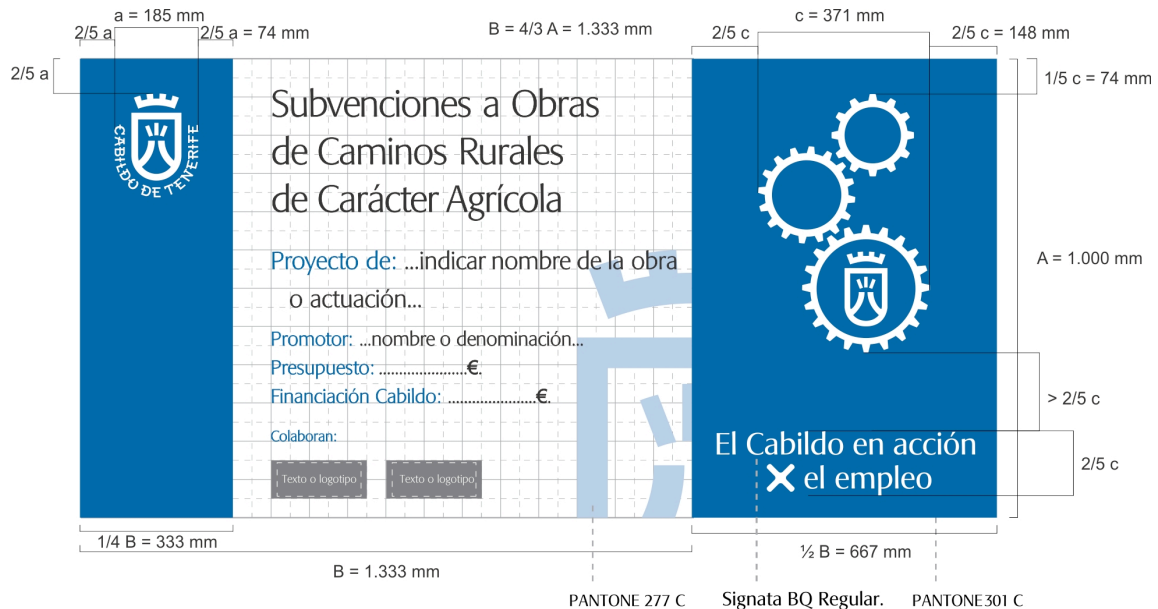 a = 185 mm
2/5 a
2/5 a = 74 mm
B = 4/3 A = 1.333 mm
c = 371 mm
2/5 c
2/5 c = 148 mm
2/5 a
1/5 c = 74 mm
CABILDO DE TENERIFE
Subvenciones a Obras
de Caminos Rurales
de Carácter Agrícola
Proyecto de: ...indicar nombre de la obra
o actuación...
A = 1.000 mm
Promotor: ...nombre o denominación...
Presupuesto: ......................€.
Financiación Cabildo: ......................€.
> 2/5 c
Colaboran:
Texto o logotipo
Texto o logotipo
El Cabildo en acción
X el empleo
2/5 c
1/4 B = 333 mm
½ B = 667 mm
B = 1.333 mm
PANTONE 277 C
Signata BQ Regular.
PANTONE301 C